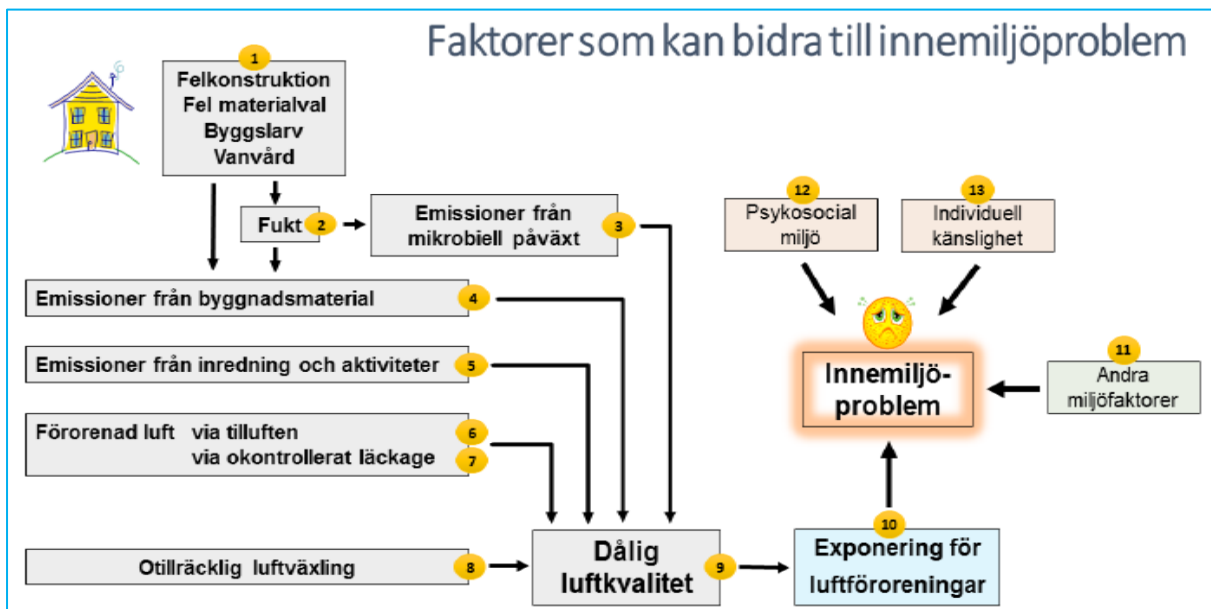 Faktorer som kan bidra till innemiljöproblem
1
Felkonstruktion
Fel materialval
Byggslarv
Vanvård
Fukt 2
Emissioner från
mikrobiell påväxt
3
12
Psykosocial
miljö
13
Individuell
känslighet
Emissioner från byggnadsmaterial 4
Emissioner från inredning och aktiviteter 5
Innemiljö-
problem
11
Andra
miljöfaktorer
Förorenad luft via tilluften 6
via okontrollerat läckage 7
Otillräcklig luftväxling 8
Dålig
luftkvalitet
9
10
Exponering för
luftföroreningar